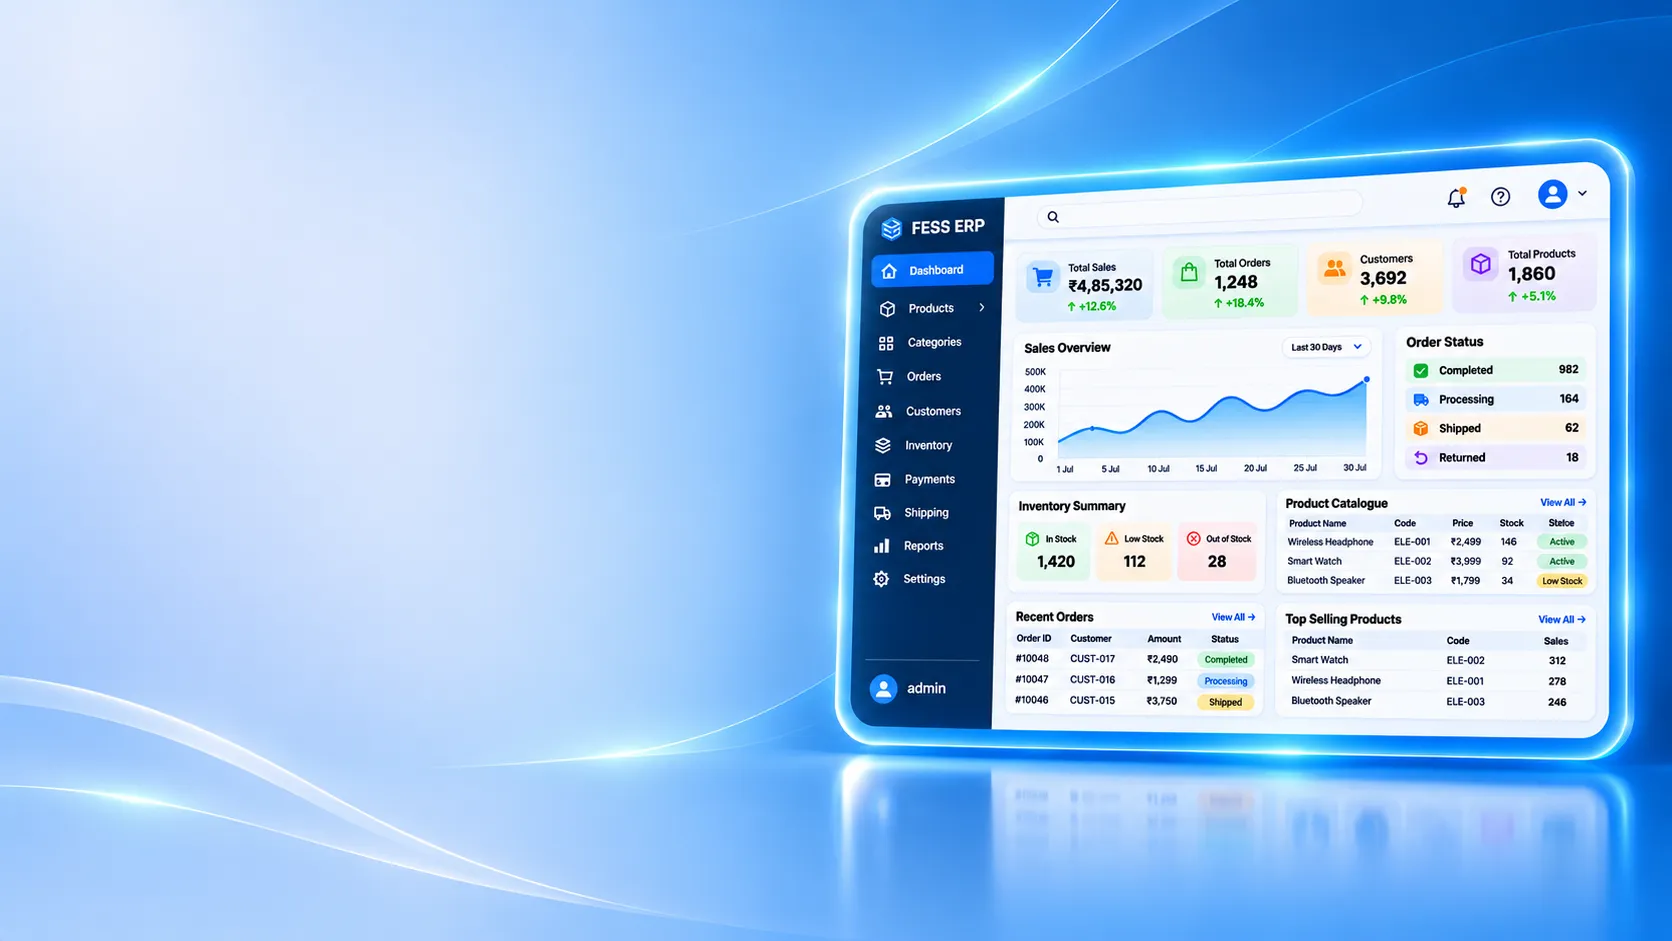 FESS ERP
Dashboard
Products
Categories
Orders
Customers
Inventory
Payments
Shipping
Reports
Settings
admin
Total Sales
₹4,85,320
+12.6%
Total Orders
1,248
+18.4%
Customers
3,692
+9.8%
Total Products
1,860
+5.1%
Sales Overview
Last 30 Days
500K
400K
300K
200K
100K
0
1 Jul 5 Jul 10 Jul 15 Jul 20 Jul 25 Jul 30 Jul
Order Status
Completed 982
Processing 164
Shipped 62
Returned 18
Inventory Summary
In Stock
1,420
Low Stock
112
Out of Stock
28
Product Catalogue View All
Product Name Code Price Stock
Wireless Headphone ELE-001 ₹2,499 146 Active
Smart Watch ELE-002 ₹3,999 92 Active
Bluetooth Speaker ELE-003 ₹1,799 34 Low Stock
Recent Orders View All
Order ID Customer Amount Status
#10048 CUST-017 ₹2,490 Completed
#10047 CUST-016 ₹1,299 Processing
#10046 CUST-015 ₹3,750 Shipped
Top Selling Products View All
Product Name Code Sales
Smart Watch ELE-002 312
Wireless Headphone ELE-001 278
Bluetooth Speaker ELE-003 246